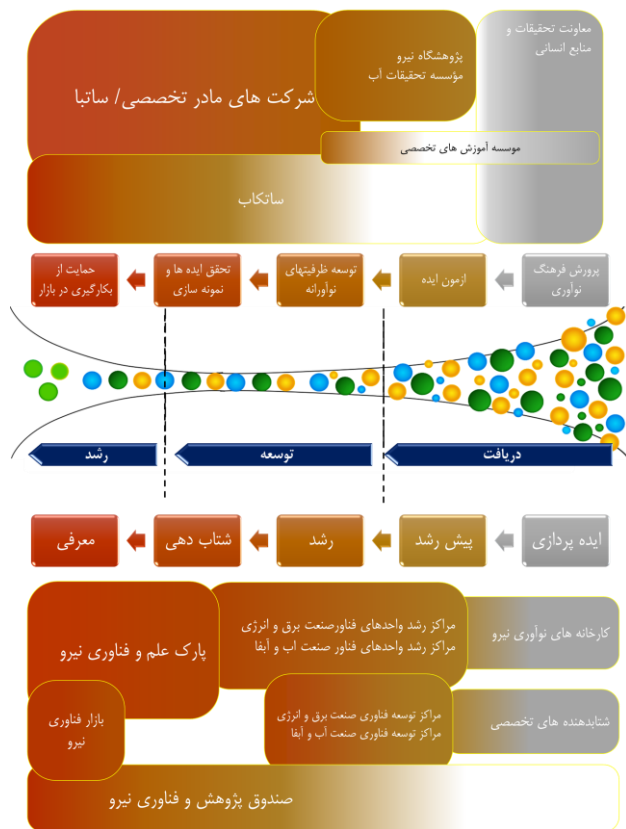 معاونت تحقیقات و
منابع انسانی
پژوهشگاه نیرو
مؤسسه تحقیقات آب
شرکت های مادر تخصصی/ ساتبا
موسسه آموزش های تخصصی
ساتکاب
پرورش فرهنگ
نوآوری
ازمون ایده
توسعه ظرفیتهای
نوآورانه
تحقق ایده ها و
نمونه سازی
حمایت از
بکارگیری در بازار
دریافت
توسعه
رشد
ایده پردازی
پیش رشد
رشد
شتاب دهی
معرفی
کارخانه های نوآوری نیرو
مراکز رشد واحدهای فناورصنعت برق و انرژی
مراکز رشد واحدهای فناور صنعت اب و آبفا
پارک علم و فناوری نیرو
شتابدهنده های تخصصی
مراکز توسعه فناوری صنعت برق و انرژی
مراکز توسعه فناوری صنعت آب و آبفا
بازار فناوری
نیرو
صندوق پژوهش و فناوری نیرو